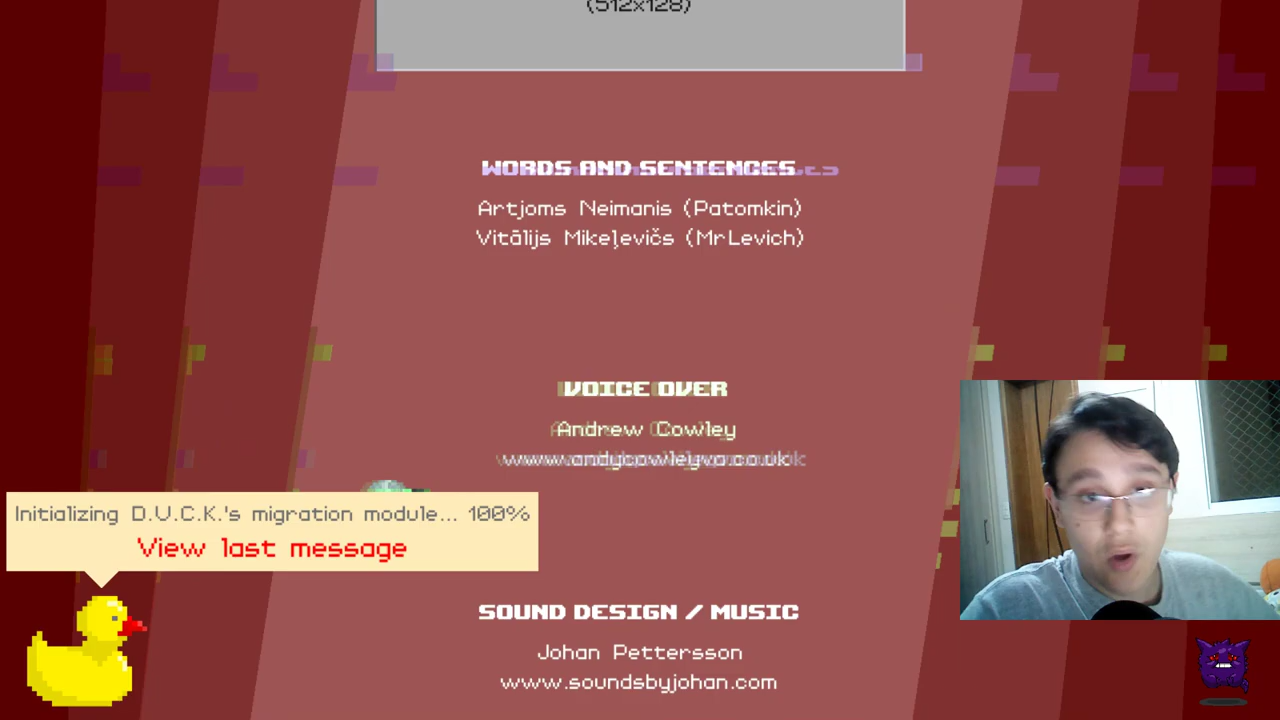 (512x128)
WORDS AND SENTENCES
Artjoms Neimanis (Patomkin)
Vitālijs Mikeļevičs (MrLevich)
VOICE OVER
Andrew Cowley
www.andycowleyvo.co.uk
Initializing D.U.C.K.'s migration module... 100%
View last message
SOUND DESIGN / MUSIC
Johan Pettersson
www.soundsbyjohan.com